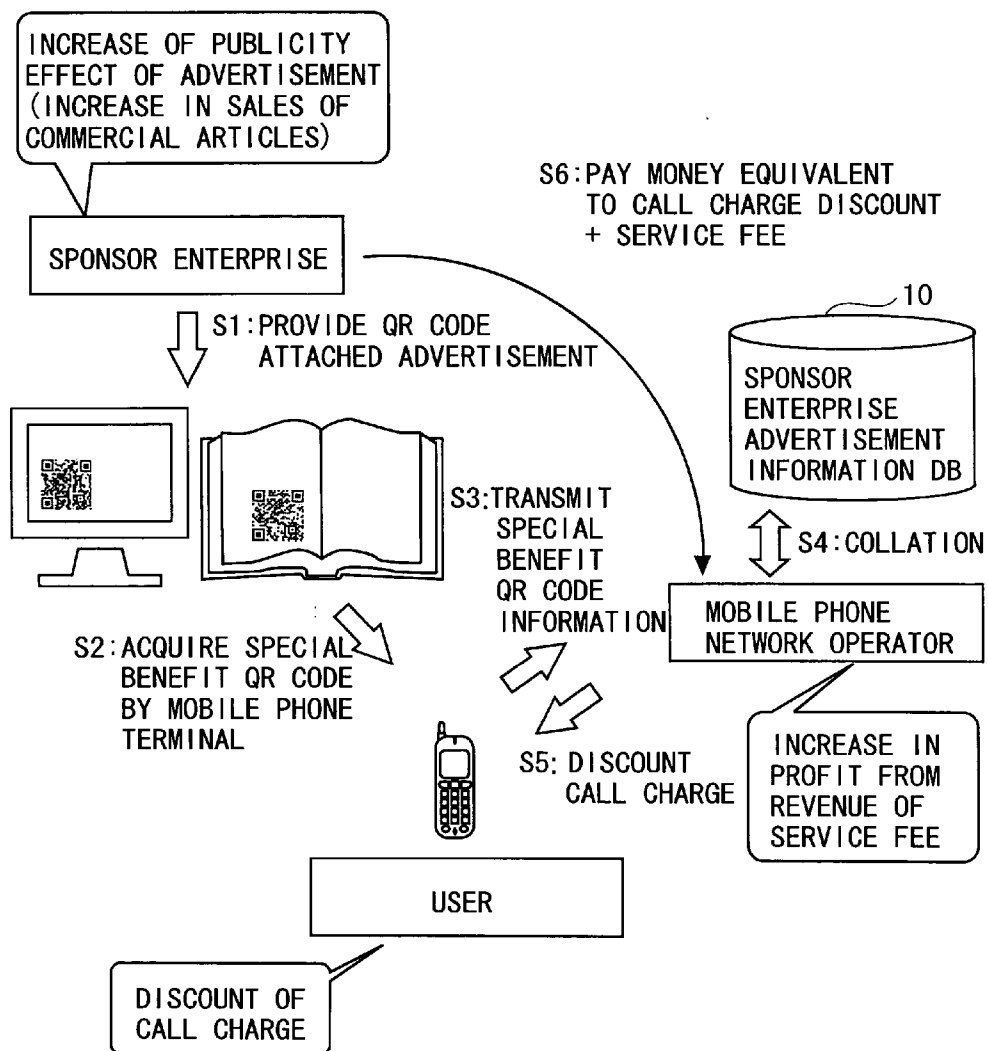 INCREASE OF PUBLICITY
EFFECT OF ADVERTISEMENT
(INCREASE IN SALES OF
COMMERCIAL ARTICLES)
SPONSOR ENTERPRISE
S6:PAY MONEY EQUIVALENT
TO CALL CHARGE DISCOUNT
+ SERVICE FEE
S1:PROVIDE QR CODE
ATTACHED ADVERTISEMENT
10
SPONSOR
ENTERPRISE
ADVERTISEMENT
INFORMATION DB
S3:TRANSMIT
SPECIAL
BENEFIT
QR CODE
INFORMATION
S4:COLLATION
MOBILE PHONE
NETWORK OPERATOR
S2:ACQUIRE SPECIAL
BENEFIT QR CODE
BY MOBILE PHONE
TERMINAL
S5: DISCOUNT
CALL CHARGE
INCREASE IN
PROFIT FROM
REVENUE OF
SERVICE FEE
USER
DISCOUNT OF
CALL CHARGE